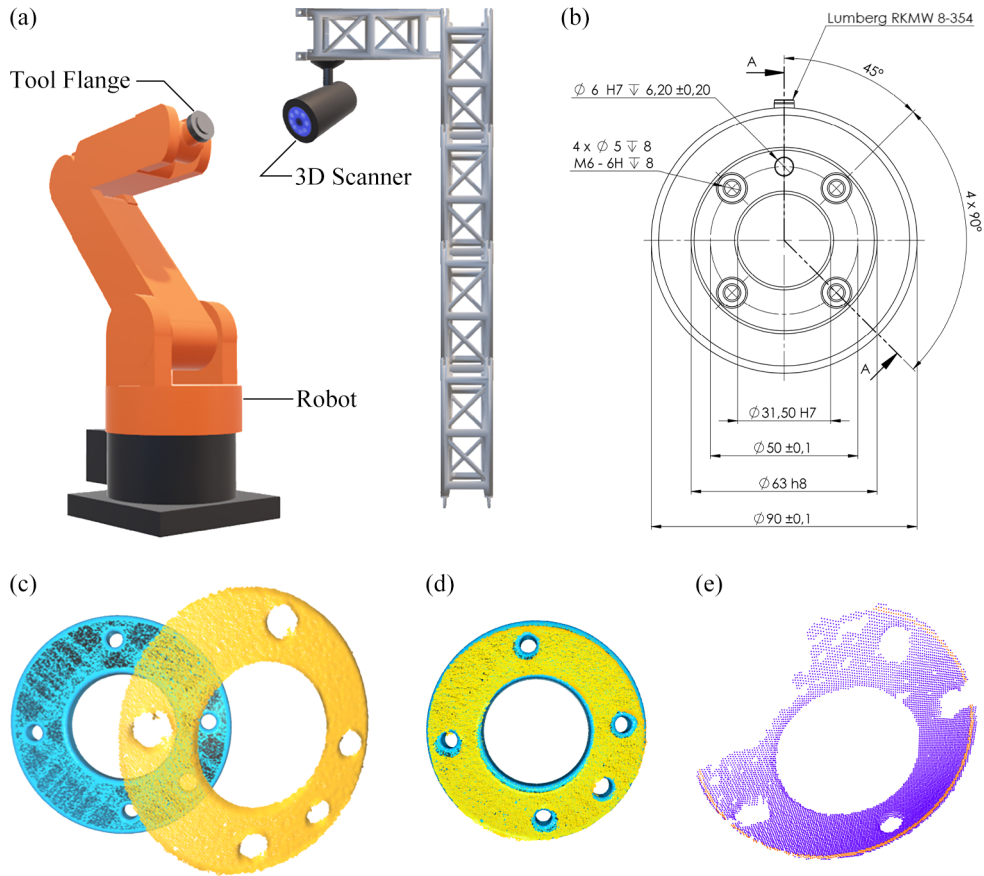 (a)
Tool Flange
3D Scanner
Robot
(b)
Lumberg RKMW 8-354
A
45°
∅ 6 H7 ↧ 6,20 ±0,20
4 x ∅ 5 ↧ 8
M6 - 6H ↧ 8
4 x 90°
A
∅31,50 H7
∅50 ±0,1
∅63 h8
∅90 ±0,1
(c)
(d)
(e)